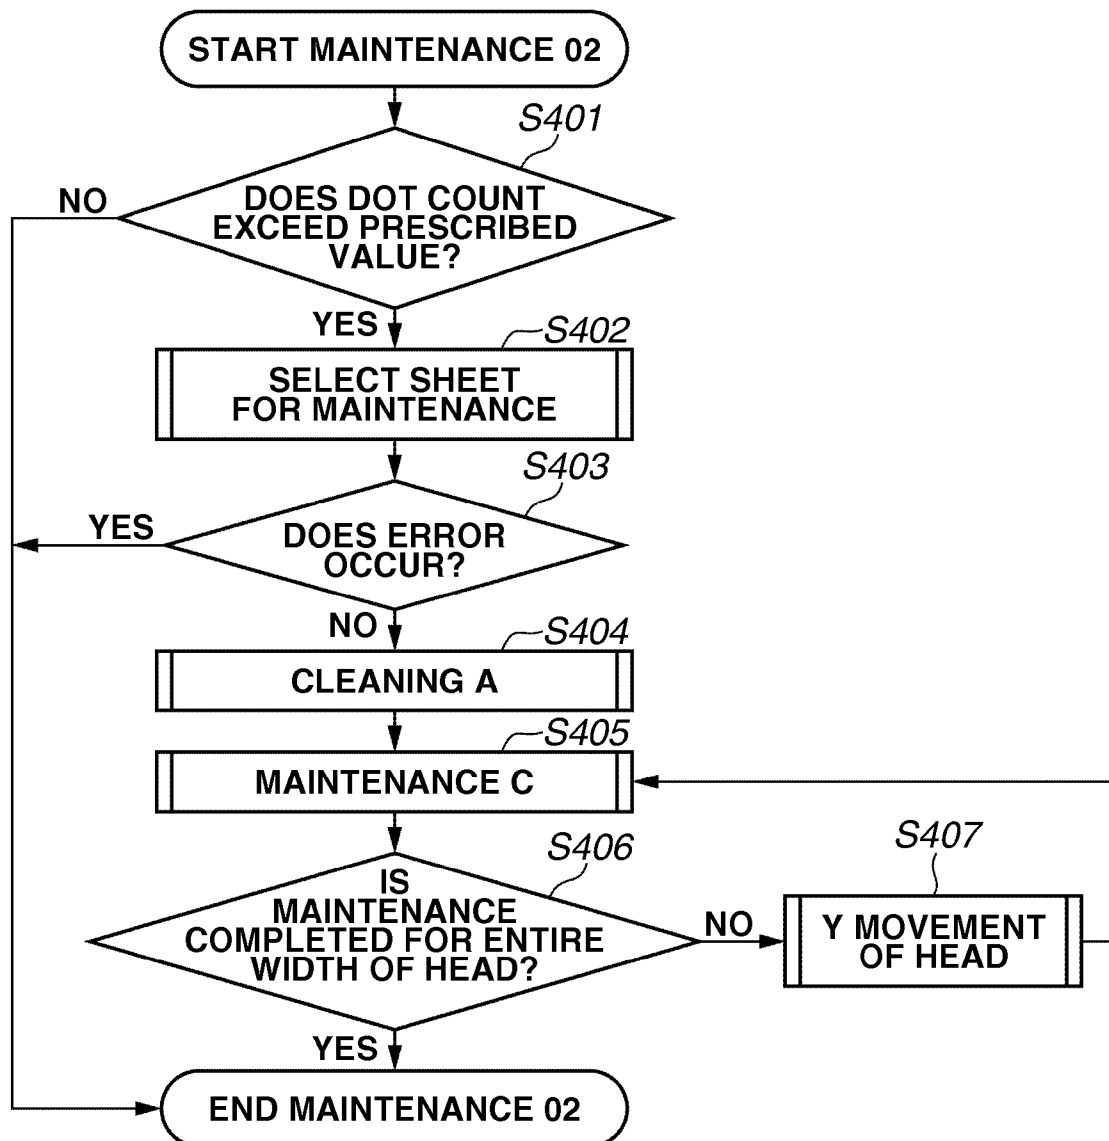 START MAINTENANCE 02
S401
NO
DOES DOT COUNT
EXCEED PRESCRIBED
VALUE?
YES
S402
SELECT SHEET
FOR MAINTENANCE
S403
YES
DOES ERROR
OCCUR?
NO
S404
CLEANING A
S405
MAINTENANCE C
S406
IS
MAINTENANCE
COMPLETED FOR ENTIRE
WIDTH OF HEAD?
NO
S407
Y MOVEMENT
OF HEAD
YES
END MAINTENANCE 02